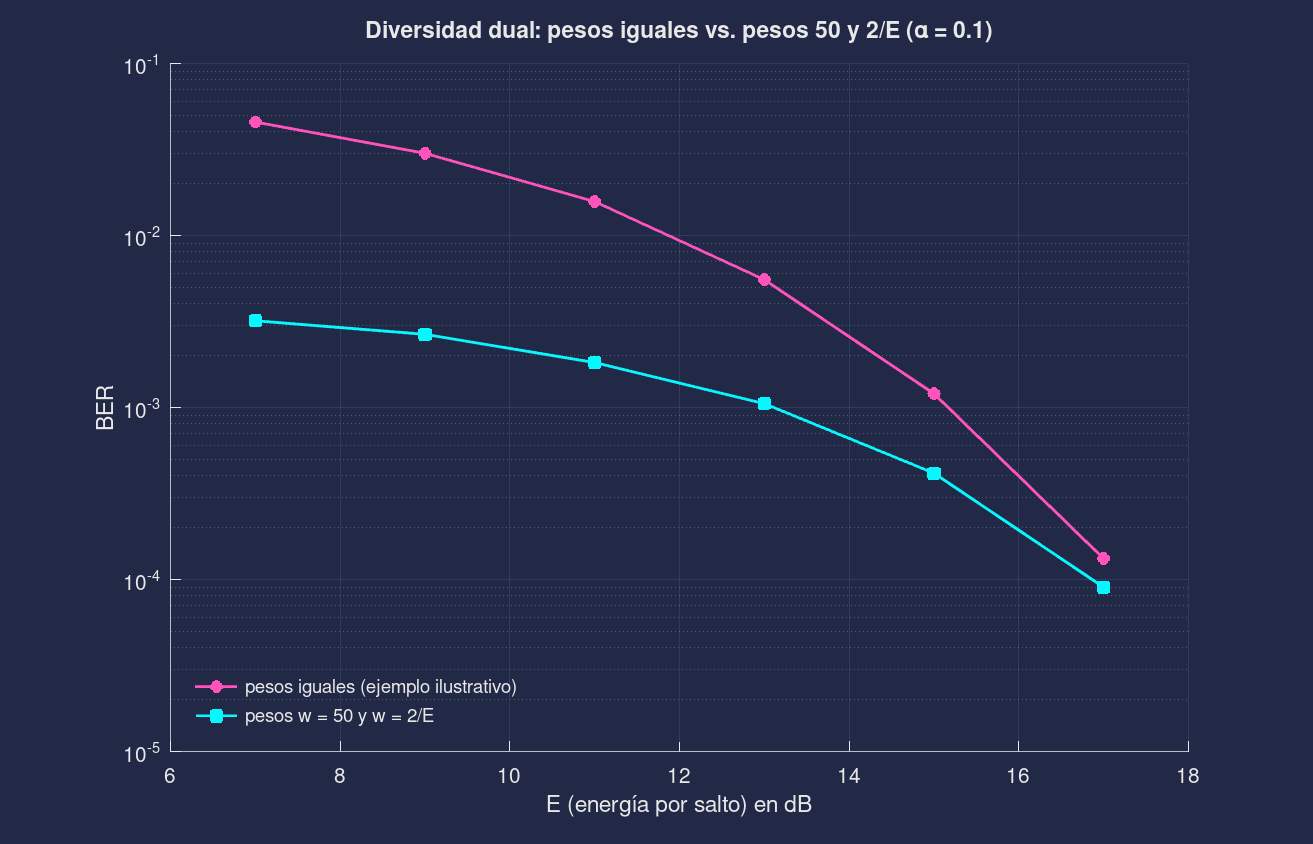 Diversidad dual: pesos iguales vs. pesos 50 y 2/E (α = 0.1)
10^-1
10^-2
BER
10^-3
10^-4
pesos iguales (ejemplo ilustrativo)
pesos w = 50 y w = 2/E
10^-5
6 8 10 12 14 16 18
E (energía por salto) en dB